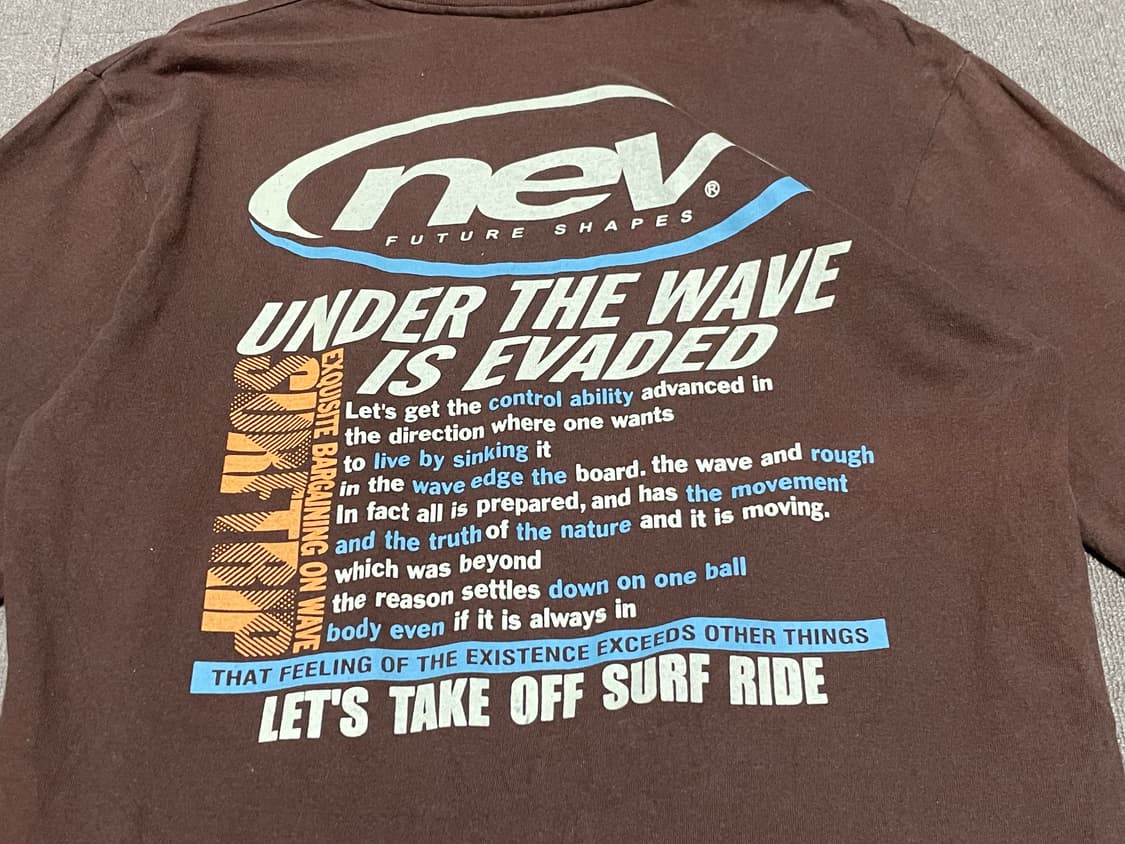 nev®
FUTURE SHAPES
UNDER THE WAVE
IS EVADED
SURFTRIP
EXQUISITE BARGAINING ON WAVE
Let's get the control ability advanced in
the direction where one wants
to live by sinking it
in the wave edge the board. the wave and rough
In fact all is prepared, and has the movement
and the truth of the nature and it is moving.
which was beyond
the reason settles down on one ball
body even if it is always in
THAT FEELING OF THE EXISTENCE EXCEEDS OTHER THINGS
LET'S TAKE OFF SURF RIDE